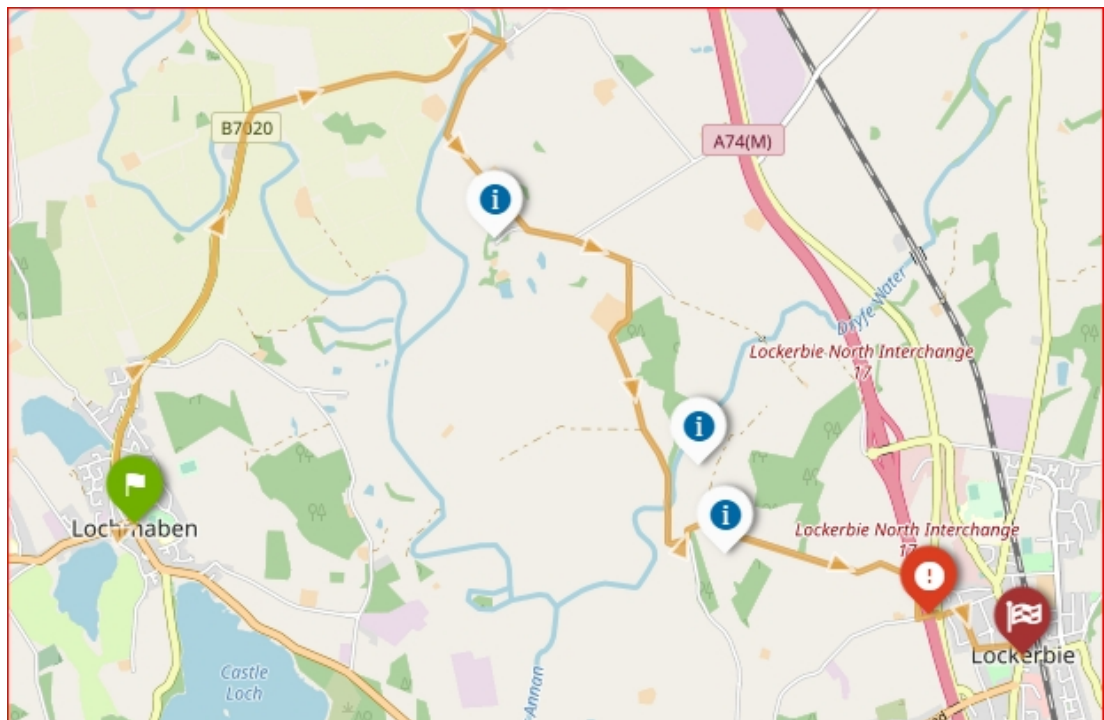 B7020
A74(M)
Dryfe Water
Lockerbie North Interchange
17
Lochmaben
Lockerbie North Interchange
17
Lockerbie
Castle
Loch
Annan